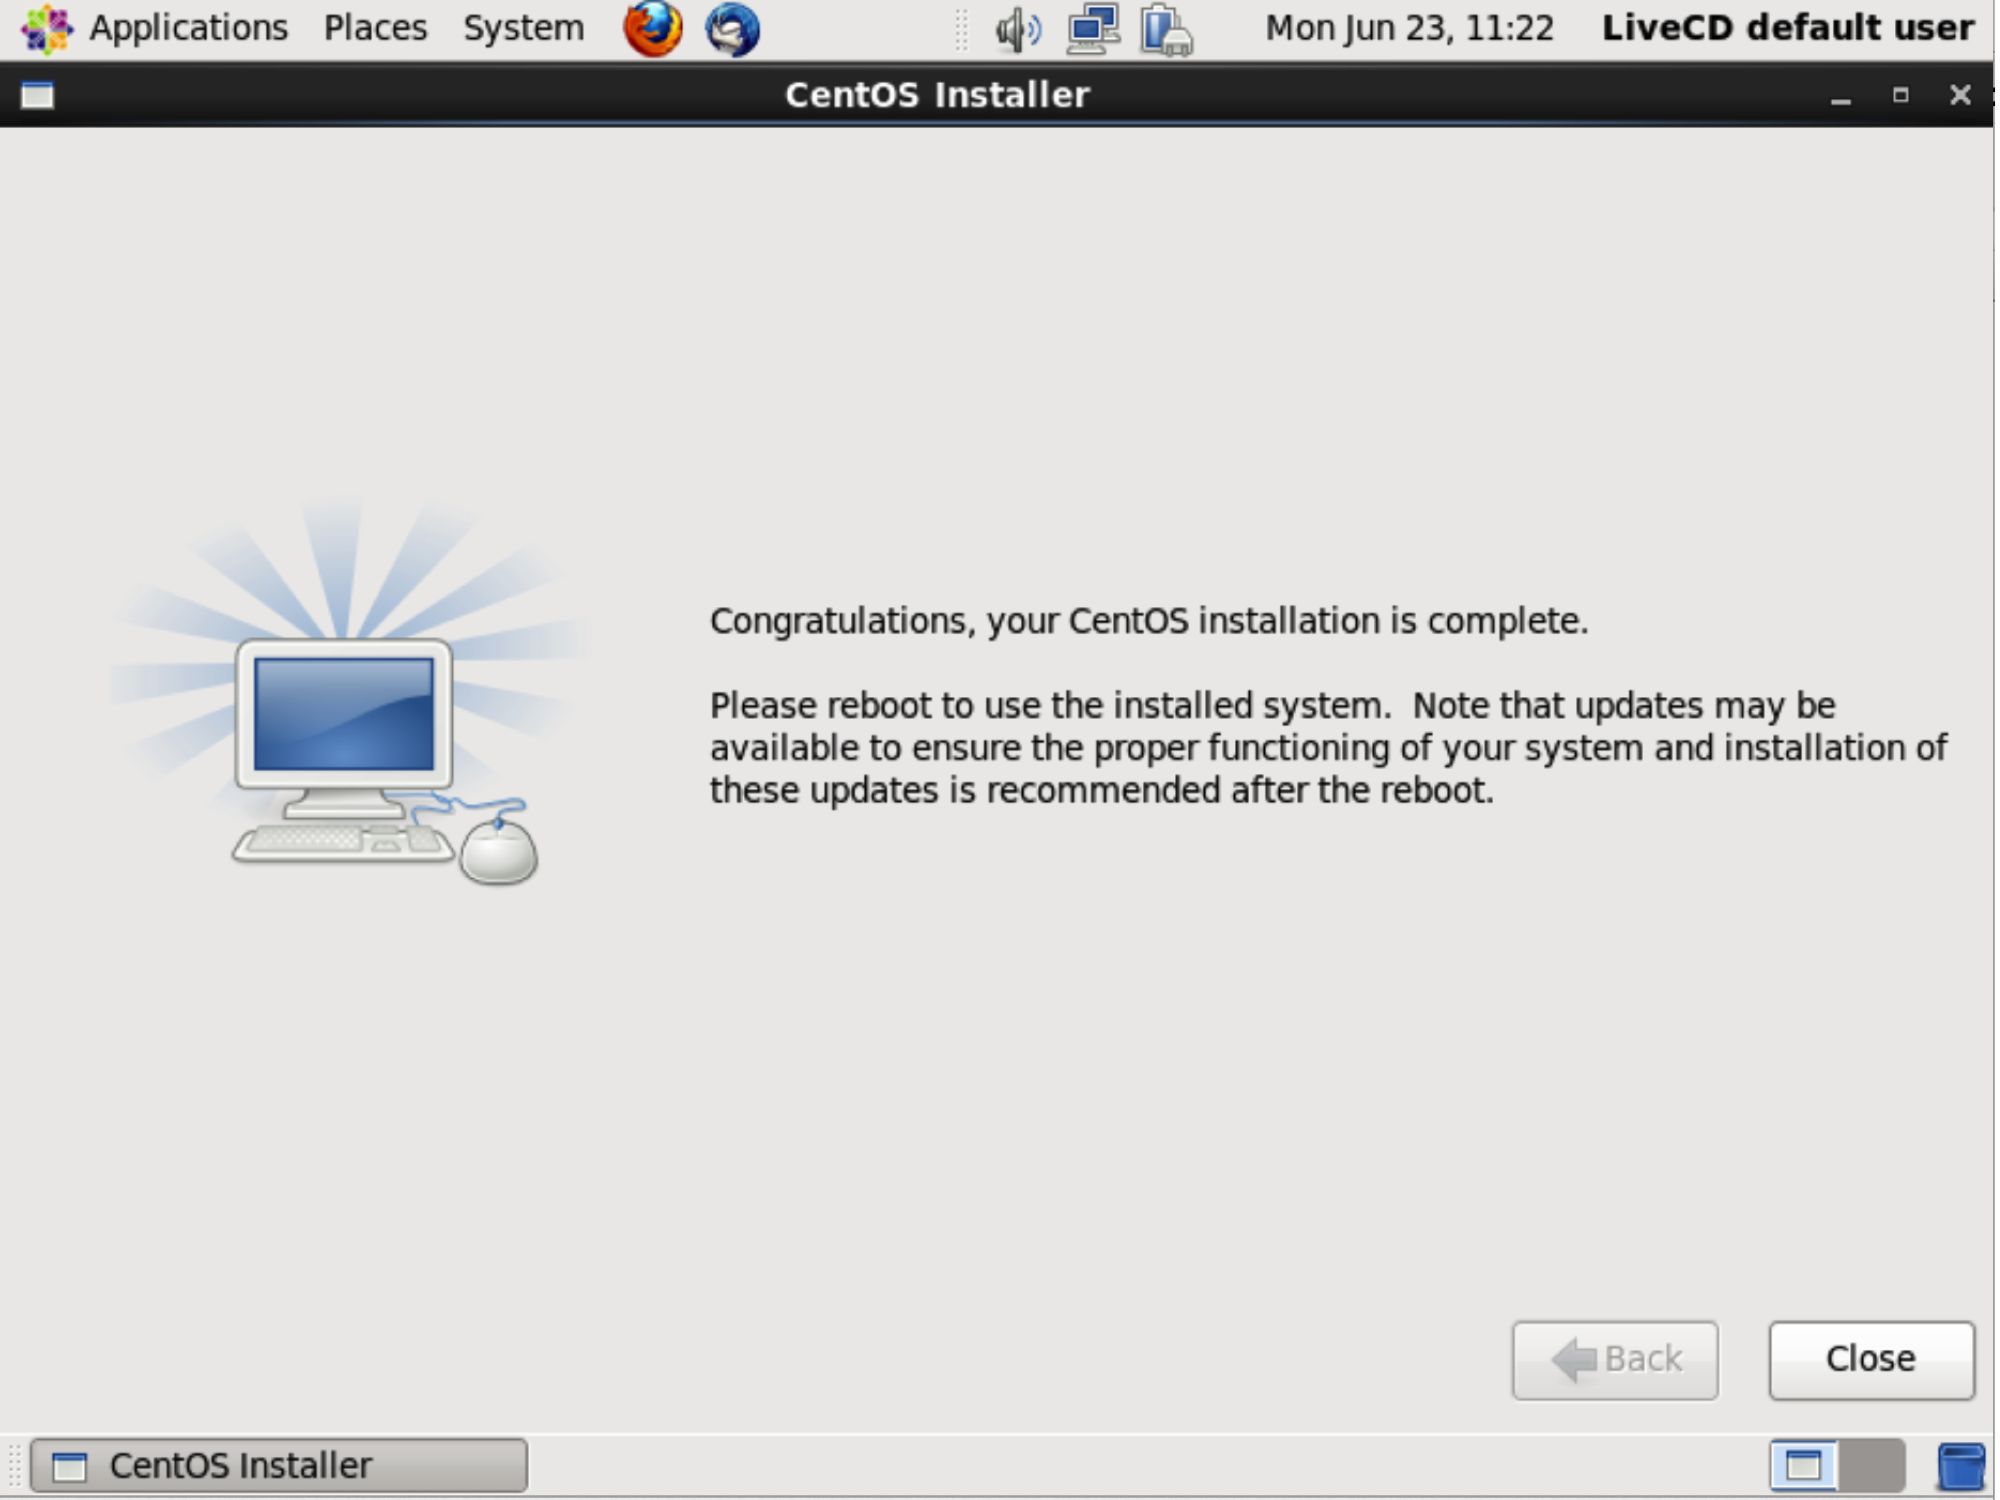 Applications Places System Mon Jun 23, 11:22 LiveCD default user
CentOS Installer
Congratulations, your CentOS installation is complete.
Please reboot to use the installed system.  Note that updates may be
available to ensure the proper functioning of your system and installation of
these updates is recommended after the reboot.
Back Close
CentOS Installer